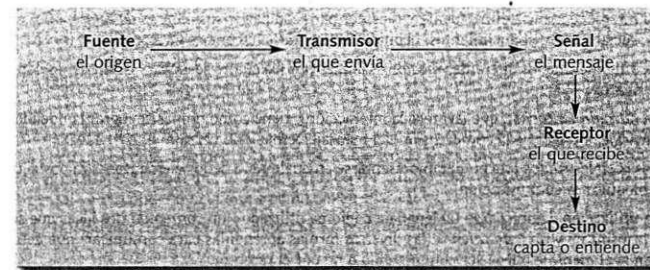 Fuente
el origen
Transmisor
el que envía
Señal
el mensaje
Receptor
el que recibe
Destino
capta o entiende